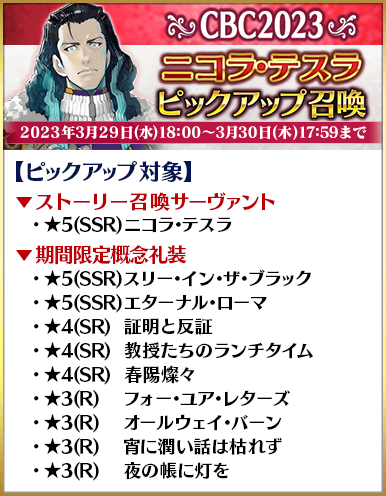 CBC2023
ニコラ・テスラ
ピックアップ召喚
2023年3月29日(水)18:00～3月30日(木)17:59まで
【ピックアップ対象】
▼ストーリー召喚サーヴァント
・★5(SSR)ニコラ・テスラ
▼期間限定概念礼装
・★5(SSR)スリー・イン・ザ・ブラック
・★5(SSR)エターナル・ローマ
・★4(SR) 証明と反証
・★4(SR) 教授たちのランチタイム
・★4(SR) 春陽燦々
・★3(R) フォー・ユア・レターズ
・★3(R) オールウェイ・バーン
・★3(R) 宵に潤い話は枯れず
・★3(R) 夜の帳に灯を